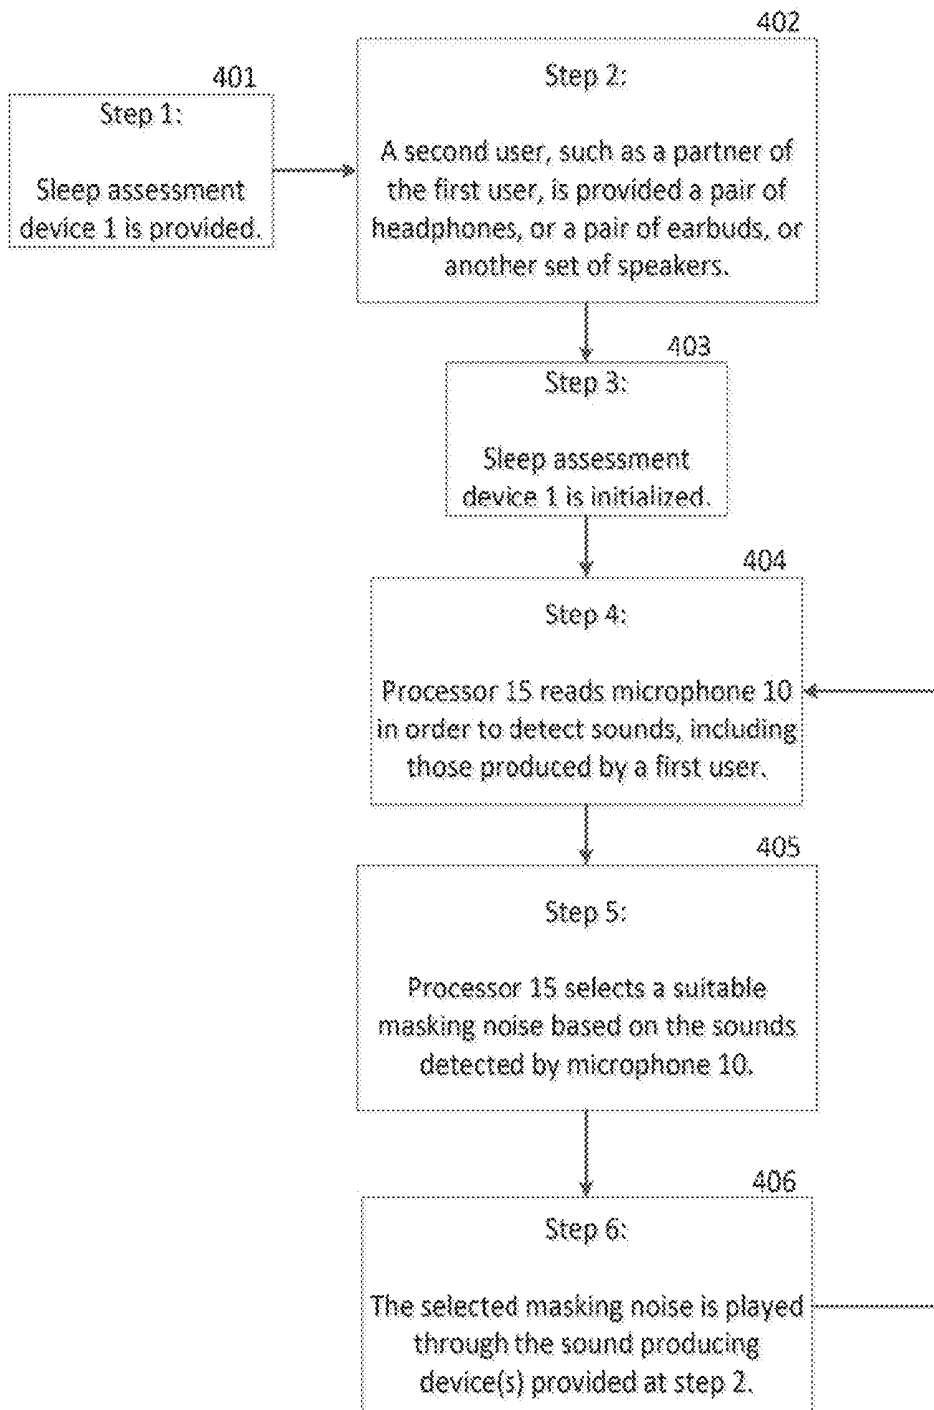 401
Step 1:
Sleep assessment
device 1 is provided.
402
Step 2:
A second user, such as a partner of
the first user, is provided a pair of
headphones, or a pair of earbuds, or
another set of speakers.
403
Step 3:
Sleep assessment
device 1 is initialized.
404
Step 4:
Processor 15 reads microphone 10
in order to detect sounds, including
those produced by a first user.
405
Step 5:
Processor 15 selects a suitable
masking noise based on the sounds
detected by microphone 10.
406
Step 6:
The selected masking noise is played
through the sound producing
device(s) provided at step 2.